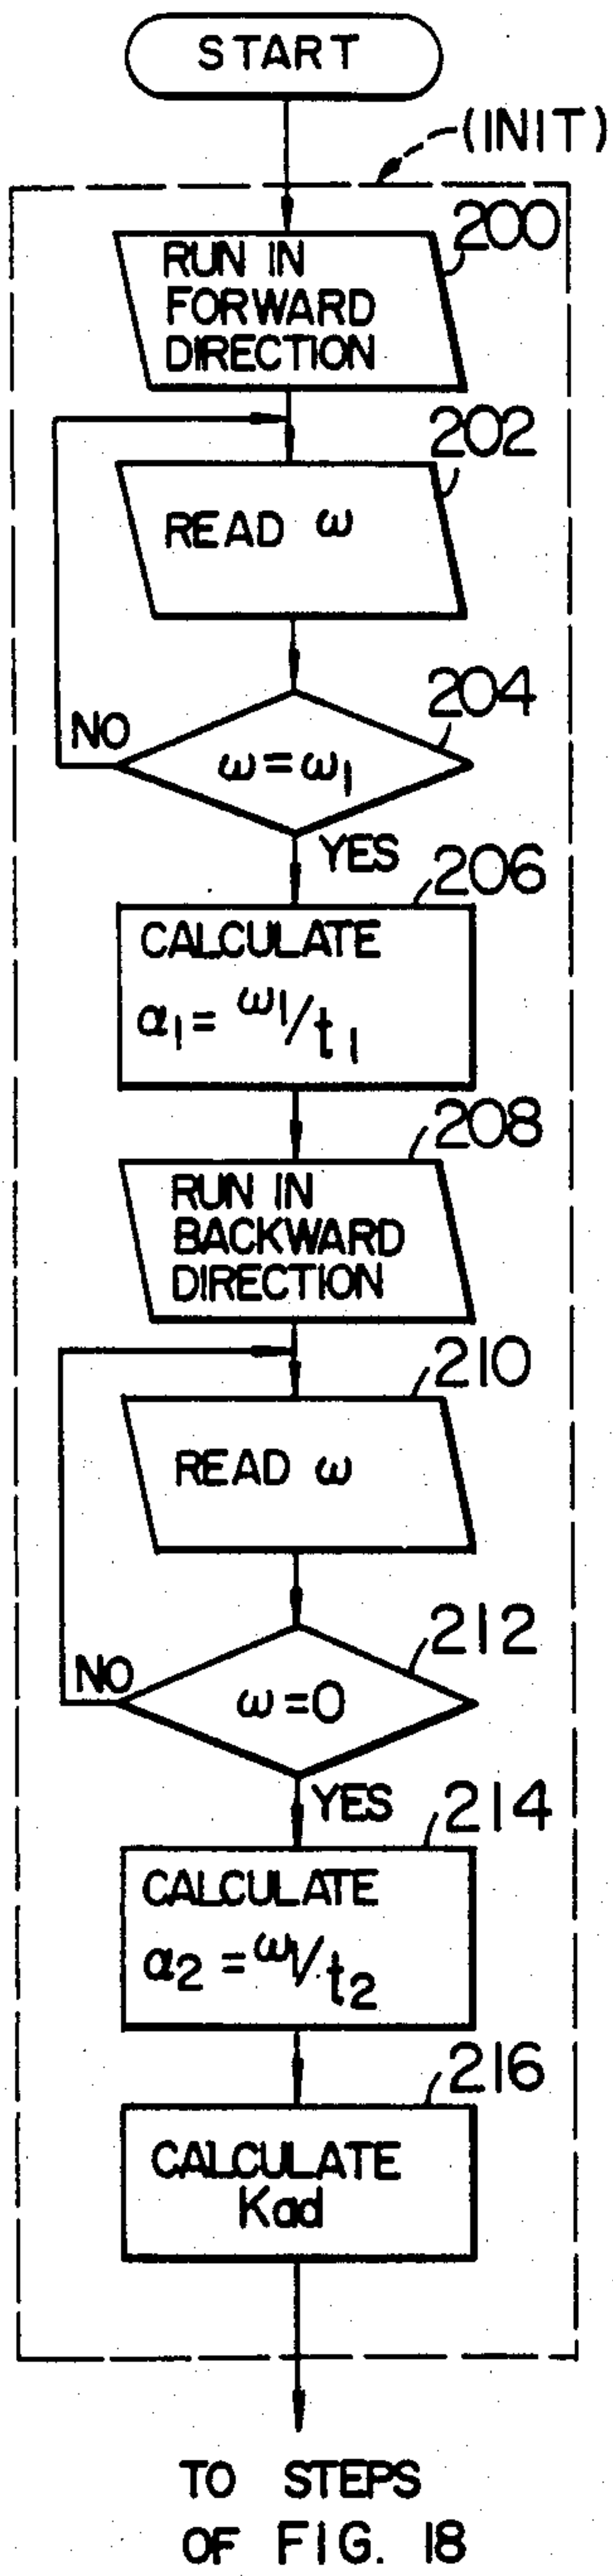 START
(INIT)
200
RUN IN
FORWARD
DIRECTION
202
READ ω
204
NO
ω=ω₁
YES
206
CALCULATE
α₁= ω₁/t₁
208
RUN IN
BACKWARD
DIRECTION
210
READ ω
212
NO
ω=0
YES
214
CALCULATE
α₂=ω₁/t₂
216
CALCULATE
Kad
TO STEPS
OF FIG. 18